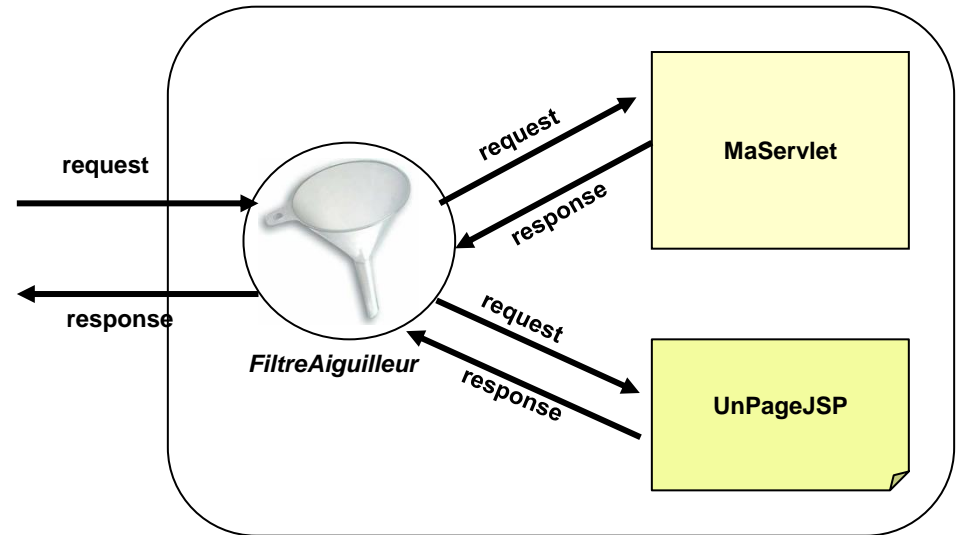 request
response
FiltreAiguilleur
request
response
MaServlet
request
response
UnPageJSP